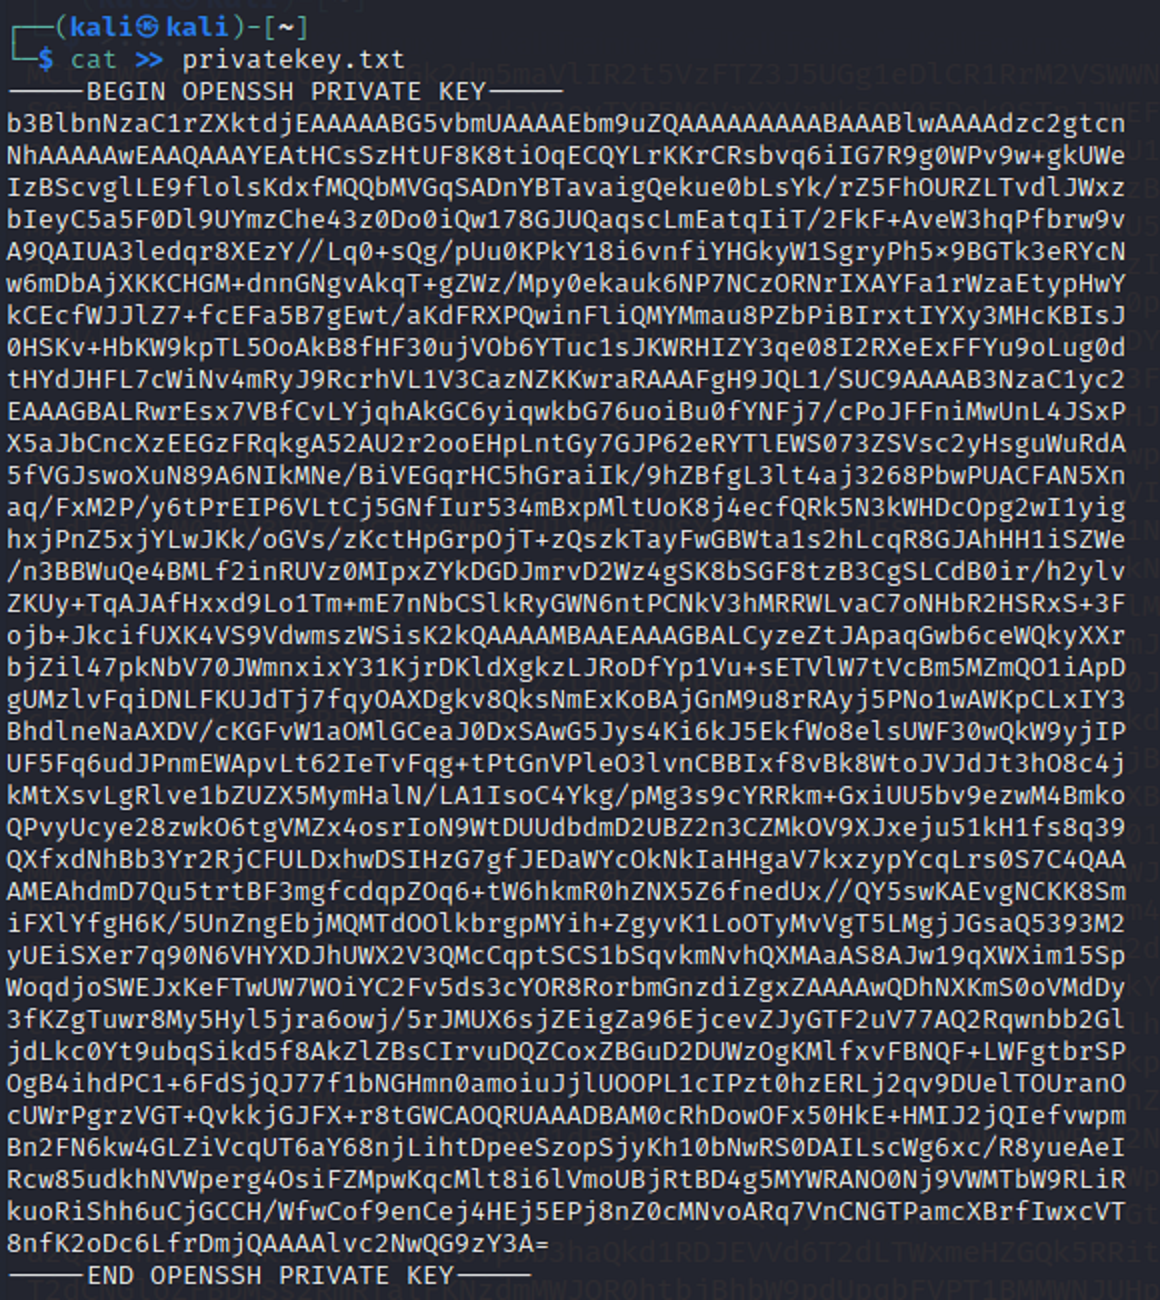 ┌──(kali㉿kali)-[~]
└─$ cat >> privatekey.txt
-----BEGIN OPENSSH PRIVATE KEY-----
b3BlbnNzaC1rZXktdjEAAAAABG5vbmUAAAAEbm9uZQAAAAAAAAABAAABlwAAAAdzc2gtcn
NhAAAAAwEAAQAAAYEAtHCsSzHtUF8K8tiOqECQYLrKKrCRsbvq6iIG7R9g0WPv9w+gkUWe
IzBScvglLE9flolsKdxfMQQbMVGqSADnYBTavaigQekue0bLsYk/rZ5FhOURZLTvdlJWxz
bIeyC5a5F0Dl9UYmzChe43z0Do0iQw178GJUQaqscLmEatqIiT/2FkF+AveW3hqPfbrw9v
A9QAIUA3ledqr8XEzY//Lq0+sQg/pUu0KPkY18i6vnfiYHGkyW1SgryPh5×9BGTk3eRYcN
w6mDbAjXKKCHGM+dnnGNgvAkqT+gZWz/Mpy0ekauk6NP7NCzORNrIXAYFa1rWzaEtypHwY
kCEcfWJJlZ7+fcEFa5B7gEwt/aKdFRXPQwinFliQMYMmau8PZbPiBIrxtIYXy3MHcKBIsJ
0HSKv+HbKW9kpTL5OoAkB8fHF30ujVOb6YTuc1sJKWRHIZY3qe08I2RXeExFFYu9oLug0d
tHYdJHFL7cWiNv4mRyJ9RcrhVL1V3CazNZKKwraRAAAFgH9JQL1/SUC9AAAAB3NzaC1yc2
EAAAGBALRwrEsx7VBfCvLYjqhAkGC6yiqwkbG76uoiBu0fYNFj7/cPoJFFniMwUnL4JSxP
X5aJbCncXzEEGzFRqkgA52AU2r2ooEHpLntGy7GJP62eRYTlEWS073ZSVsc2yHsguWuRdA
5fVGJswoXuN89A6NIkMNe/BiVEGqrHC5hGraiIk/9hZBfgL3lt4aj3268PbwPUACFAN5Xn
aq/FxM2P/y6tPrEIP6VLtCj5GNfIur534mBxpMltUoK8j4ecfQRk5N3kWHDcOpg2wI1yig
hxjPnZ5xjYLwJKk/oGVs/zKctHpGrpOjT+zQszkTayFwGBWta1s2hLcqR8GJAhHH1iSZWe
/n3BBWuQe4BMLf2inRUVz0MIpxZYkDGDJmrvD2Wz4gSK8bSGF8tzB3CgSLCdB0ir/h2ylv
ZKUy+TqAJAfHxxd9Lo1Tm+mE7nNbCSlkRyGWN6ntPCNkV3hMRRWLvaC7oNHbR2HSRxS+3F
ojb+JkcifUXK4VS9VdwmszWSisK2kQAAAAMBAAEAAAGBALCyzeZtJApaqGwb6ceWQkyXXr
bjZil47pkNbV70JWmnxixY31KjrDKldXgkzLJRoDfYp1Vu+sETVlW7tVcBm5MZmQO1iApD
gUMzlvFqiDNLFKUJdTj7fqyOAXDgkv8QksNmExKoBAjGnM9u8rRAyj5PNo1wAWKpCLxIY3
BhdlneNaAXDV/cKGFvW1aOMlGCeaJ0DxSAwG5Jys4Ki6kJ5EkfWo8elsUWF30wQkW9yjIP
UF5Fq6udJPnmEWApvLt62IeTvFqg+tPtGnVPleO3lvnCBBIxf8vBk8WtoJVJdJt3hO8c4j
kMtXsvLgRlve1bZUZX5MymHalN/LA1IsoC4Ykg/pMg3s9cYRRkm+GxiUU5bv9ezwM4Bmko
QPvyUcye28zwkO6tgVMZx4osrIoN9WtDUUdbdmD2UBZ2n3CZMkOV9XJxeju51kH1fs8q39
QXfxdNhBb3Yr2RjCFULDxhwDSIHzG7gfJEDaWYcOkNkIaHHgaV7kxzypYcqLrs0S7C4QAA
AMEAhdmD7Qu5trtBF3mgfcdqpZOq6+tW6hkmR0hZNX5Z6fnedUx//QY5swKAEvgNCKK8Sm
iFXlYfgH6K/5UnZngEbjMQMTdOOlkbrgpMYih+ZgyvK1LoOTyMvVgT5LMgjJGsaQ5393M2
yUEiSXer7q90N6VHYXDJhUWX2V3QMcCqptSCS1bSqvkmNvhQXMAaAS8AJw19qXWXim15Sp
WoqdjoSWEJxKeFTwUW7WOiYC2Fv5ds3cYOR8RorbmGnzdiZgxZAAAAwQDhNXKmS0oVMdDy
3fKZgTuwr8My5Hyl5jra6owj/5rJMUX6sjZEigZa96EjcevZJyGTF2uV77AQ2Rqwnbb2Gl
jdLkc0Yt9ubqSikd5f8AkZlZBsCIrvuDQZCoxZBGuD2DUWzOgKMlfxvFBNQF+LWFgtbrSP
OgB4ihdPC1+6FdSjQJ77f1bNGHmn0amoiuJjlUOOPL1cIPzt0hzERLj2qv9DUelTOUranO
cUWrPgrzVGT+QvkkjGJFX+r8tGWCAOQRUAAADBAM0cRhDowOFx50HkE+HMIJ2jQIefvwpm
Bn2FN6kw4GLZiVcqUT6aY68njLihtDpeeSzopSjyKh10bNwRS0DAILscWg6xc/R8yueAeI
Rcw85udkhNVWperg4OsiFZMpwKqcMlt8i6lVmoUBjRtBD4g5MYWRANO0Nj9VWMTbW9RLiR
kuoRiShh6uCjGCCH/WfwCof9enCej4HEj5EPj8nZ0cMNvoARq7VnCNGTPamcXBrfIwxcVT
8nfK2oDc6LfrDmjQAAAAlvc2NwQG9zY3A=
-----END OPENSSH PRIVATE KEY-----